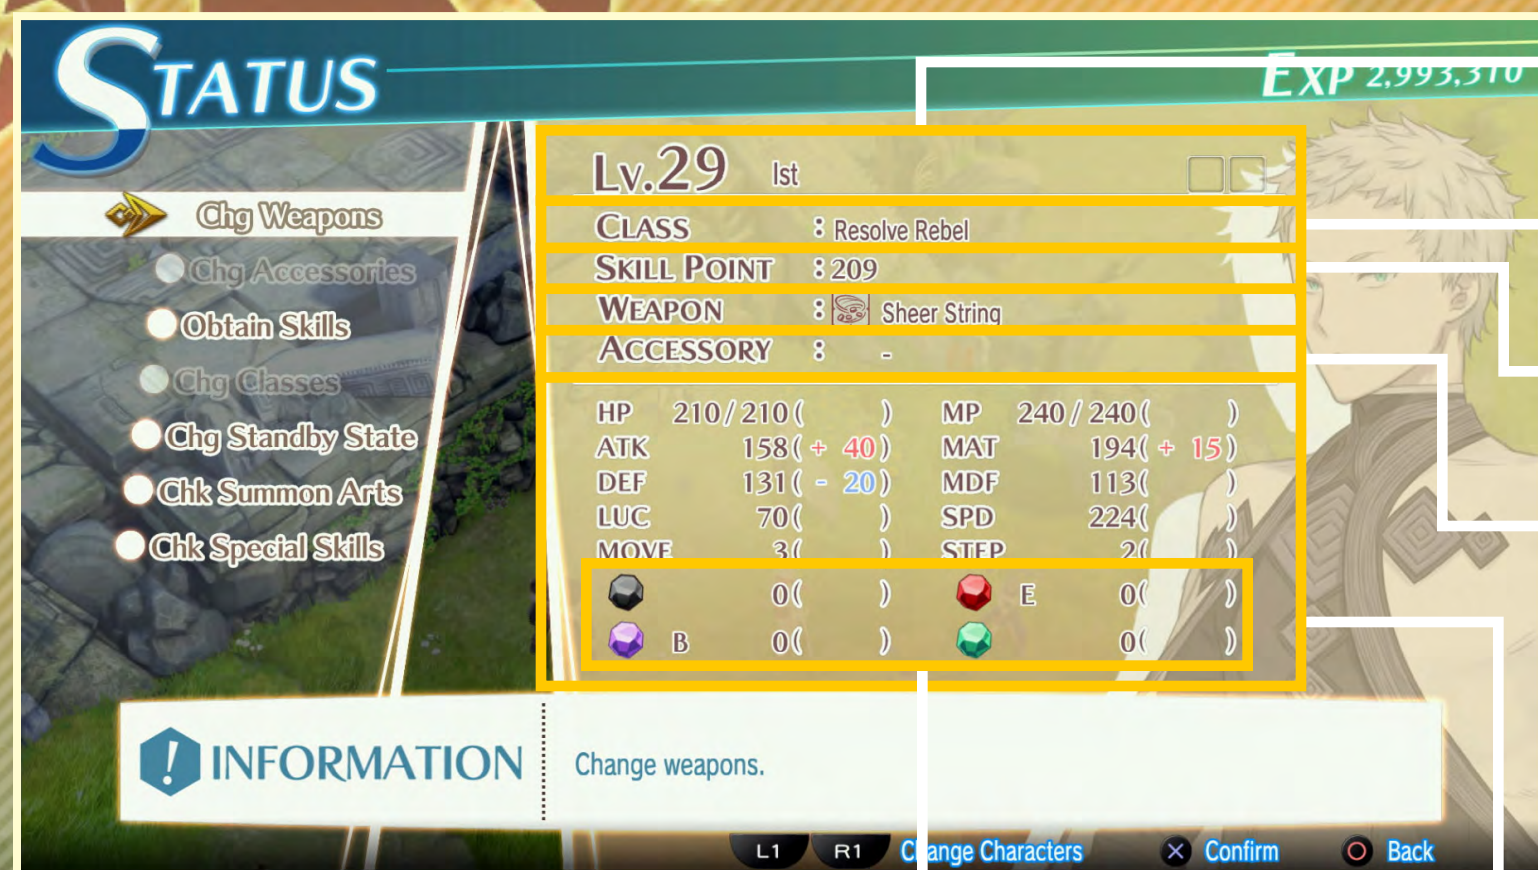 STATUS
EXP 2,993,310
Chg Weapons
Chg Accessories
Obtain Skills
Chg Classes
Chg Standby State
Chk Summon Arts
Chk Special Skills
Lv.29 Ist
CLASS : Resolve Rebel
SKILL POINT : 209
WEAPON : Sheer String
ACCESSORY : -
HP 210/210( ) MP 240/240( )
ATK 158(+ 40) MAT 194(+ 15)
DEF 131(- 20) MDF 113( )
LUC 70( ) SPD 224( )
MOVE 3( ) STEP 2( )
0( ) E 0( )
B 0( ) 0( )
! INFORMATION
Change weapons.
L1 R1 Change Characters X Confirm O Back